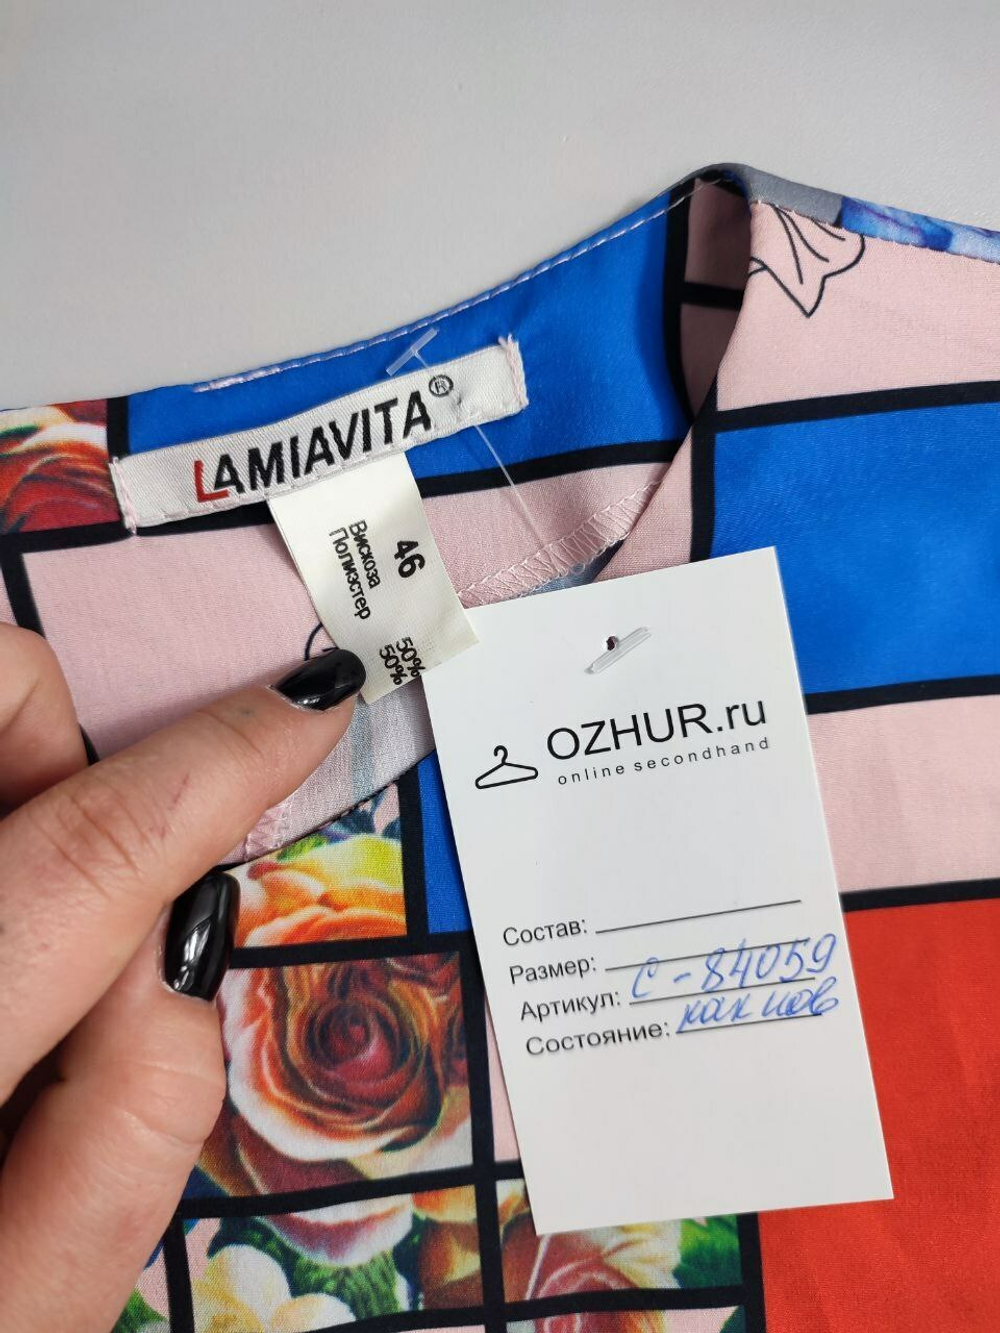 LAMIAVITA®
46
Вискоза 50%
Полиэстер 50%
OZHUR.ru
online secondhand
Состав:
Размер:
Артикул: С-84059
Состояние: как нов